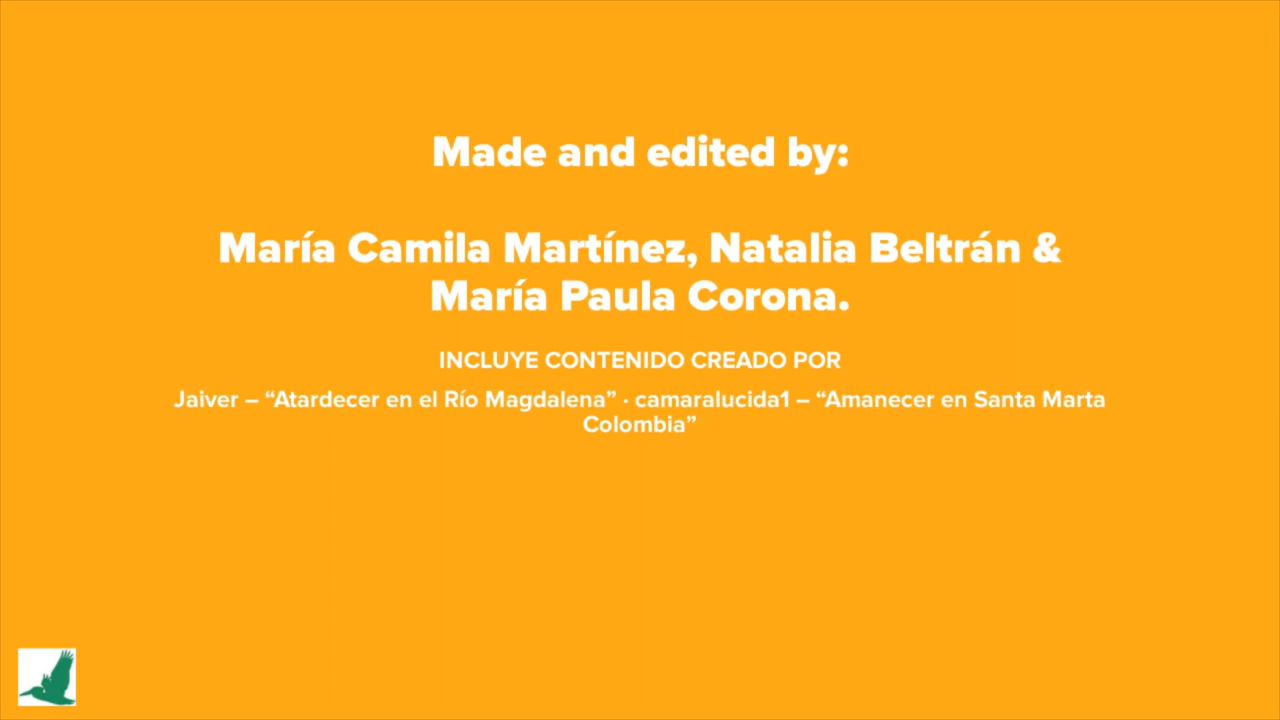 Made and edited by:
María Camila Martínez, Natalia Beltrán &
María Paula Corona.
INCLUYE CONTENIDO CREADO POR
Jaiver – “Atardecer en el Río Magdalena” · camaralucida1 – “Amanecer en Santa Marta
Colombia”